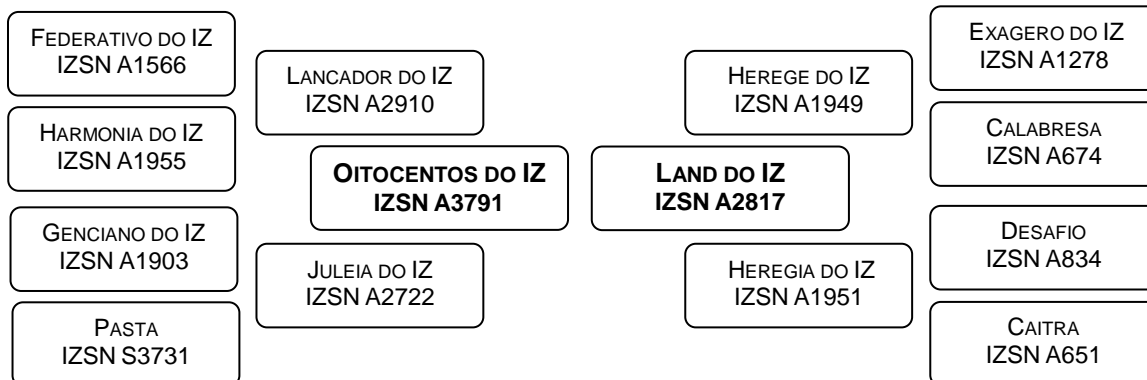 FEDERATIVO DO IZ
IZSN A1566
HARMONIA DO IZ
IZSN A1955
GENCIANO DO IZ
IZSN A1903
PASTA
IZSN S3731
LANCADOR DO IZ
IZSN A2910
JULEIA DO IZ
IZSN A2722
OITOCENTOS DO IZ
IZSN A3791
LAND DO IZ
IZSN A2817
HEREGE DO IZ
IZSN A1949
HEREGIA DO IZ
IZSN A1951
EXAGERO DO IZ
IZSN A1278
CALABRESA
IZSN A674
DESAFIO
IZSN A834
CAITRA
IZSN A651